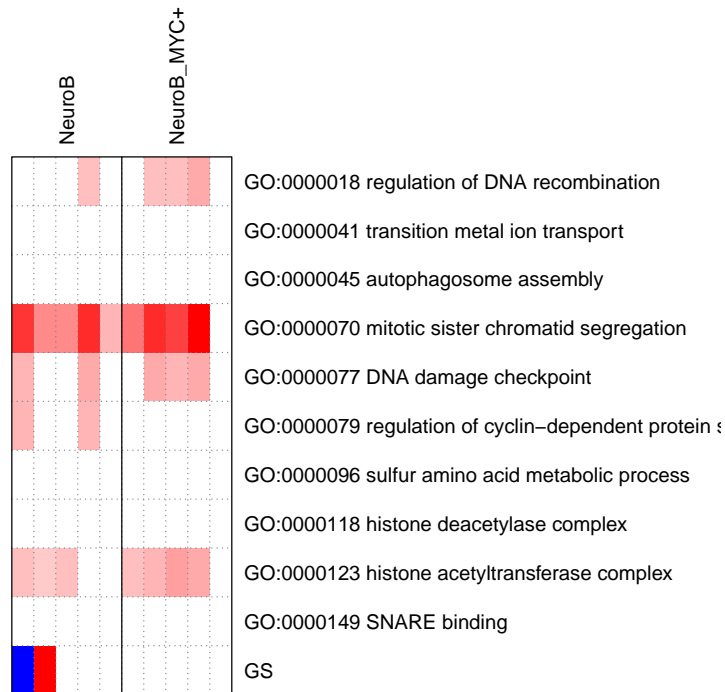 NeuroB
NeuroB_MYC+
GO:0000018 regulation of DNA recombination
GO:0000041 transition metal ion transport
GO:0000045 autophagosome assembly
GO:0000070 mitotic sister chromatid segregation
GO:0000077 DNA damage checkpoint
GO:0000079 regulation of cyclin−dependent protein s
GO:0000096 sulfur amino acid metabolic process
GO:0000118 histone deacetylase complex
GO:0000123 histone acetyltransferase complex
GO:0000149 SNARE binding
GS